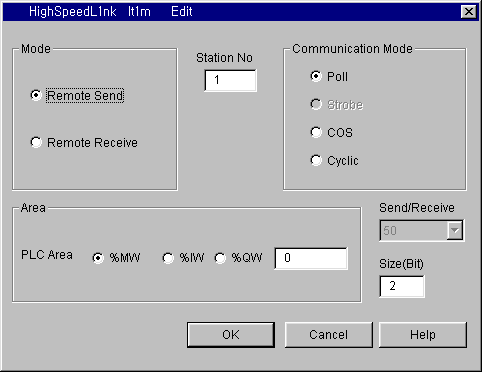 HighSpeedL1nk It1m Edit
Mode
Remote Send
Remote Receive
Station No
1
Communication Mode
Poll
Strobe
COS
Cyclic
Area
PLC Area %MW %IW %QW 0
Send/Receive
50
Size(Bit)
2
OK Cancel Help